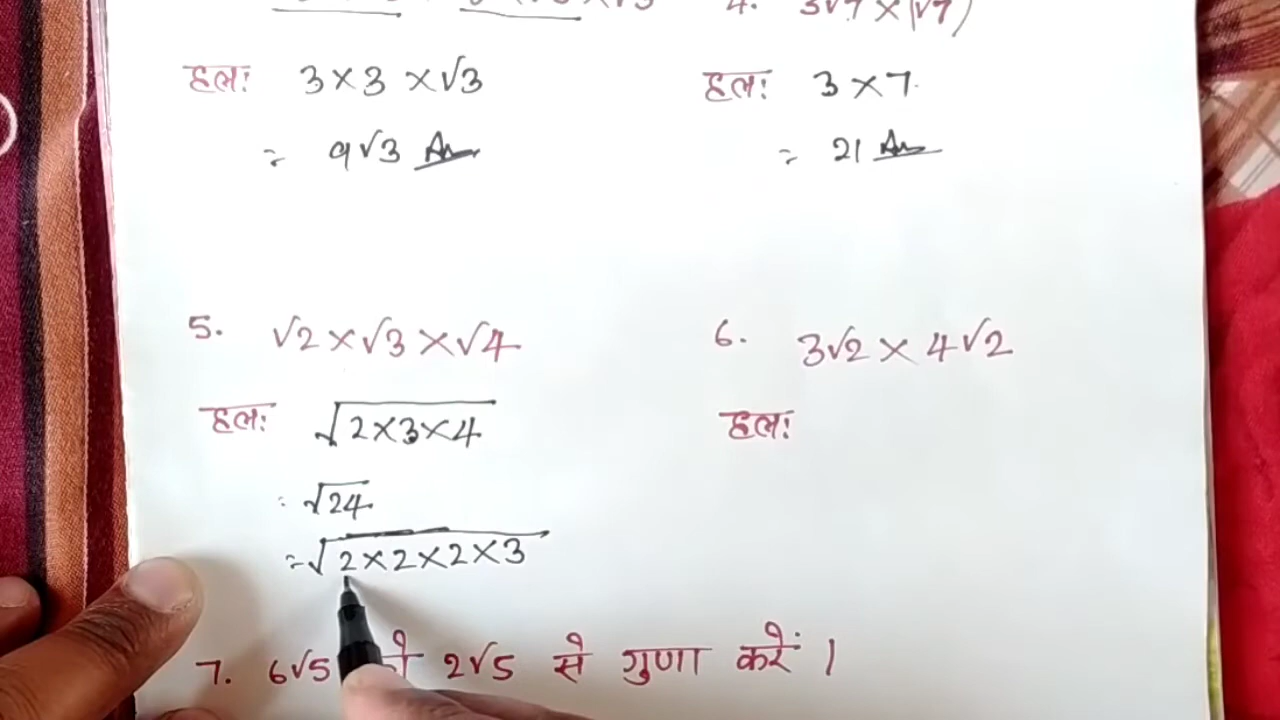 4. 3√7 × (√7)
हलः 3×3 ×√3
= 9√3 Ans
हलः 3 × 7
= 21 Ans
5. √2 ×√3 ×√4
हलः √2×3×4
= √24
= √2×2×2×3
6. 3√2 × 4√2
हलः
7. 6√5 2√5 से गुणा करें ।